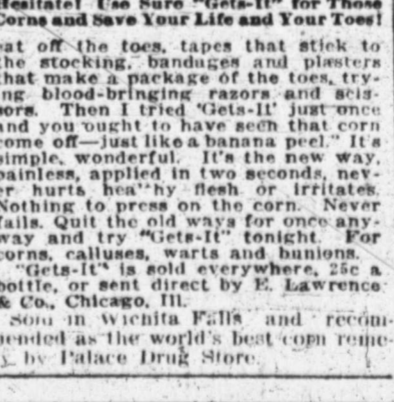 Hesitate! Use Sure "Gets-It" for Those
Corns and Save Your Life and Your Toes!
eat off the toes, tapes that stick to
the stocking, bandages and plasters
that make a package of the toes, try-
ing blood-bringing razors and scis-
sors. Then I tried 'Gets-It' just once
and you ought to have seen that corn
come off—just like a banana peel." It's
simple, wonderful. It's the new way,
painless, applied in two seconds, nev-
er hurts hea hy flesh or irritates.
Nothing to press on the corn. Never
fails. Quit the old ways for once any-
way and try "Gets-It" tonight. For
corns, calluses, warts and bunions.
"Gets-It" is sold everywhere, 25c a
bottle, or sent direct by E. Lawrence
& Co., Chicago, Ill.
Sold in Wichita Falls and recom-
mended as the world's best corn reme-
y by Palace Drug Store.